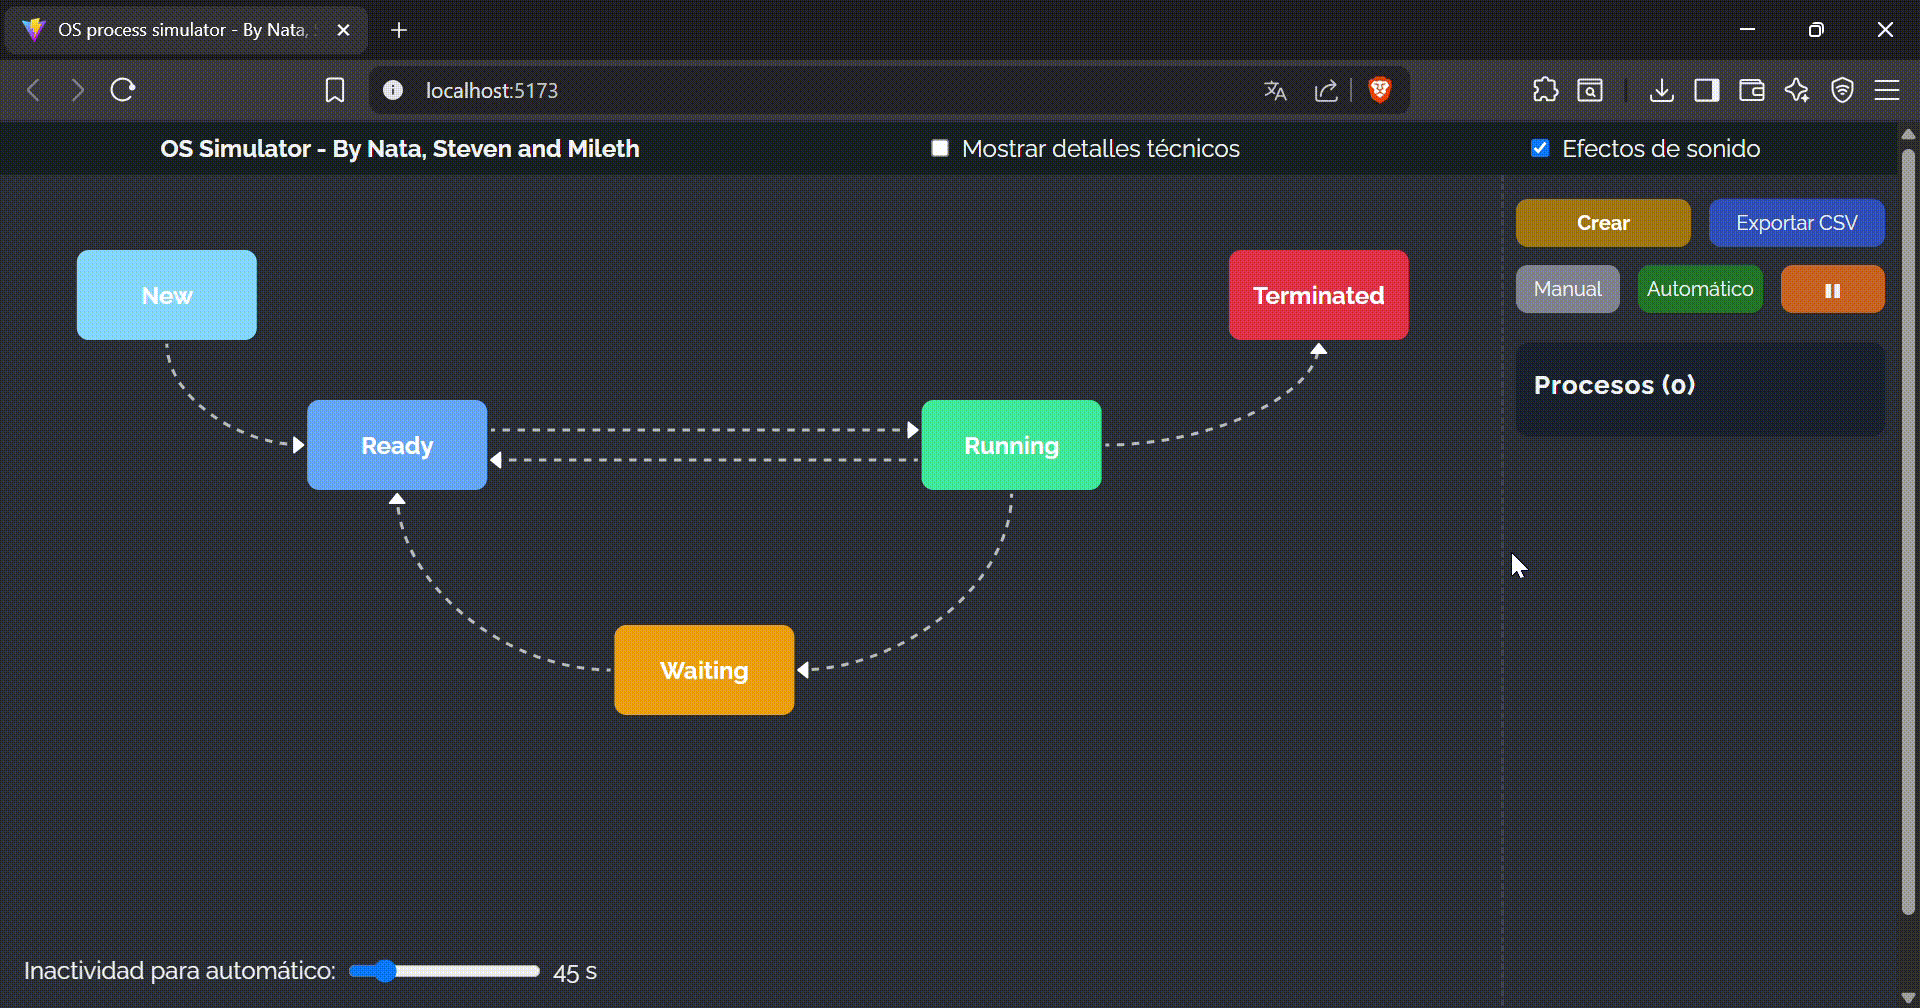 OS process simulator - By Nata,
localhost:5173
OS Simulator - By Nata, Steven and Mileth
Mostrar detalles técnicos
Efectos de sonido
Crear
Exportar CSV
Manual
Automático
Procesos (0)
New
Terminated
Ready
Running
Waiting
Inactividad para automático:
45 s